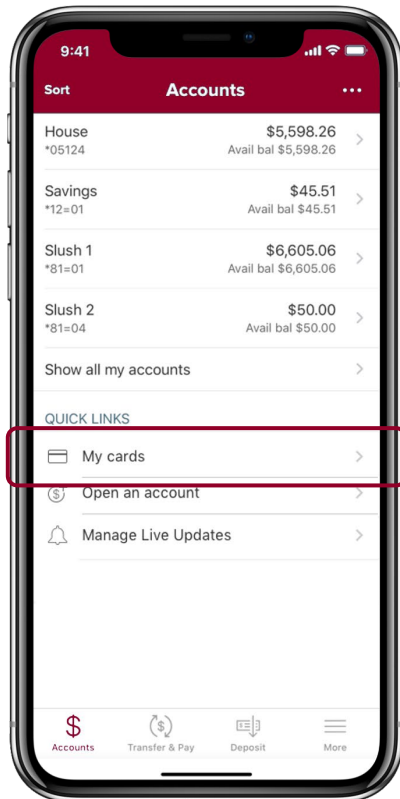 9:41
Sort Accounts
House $5,598.26
*05124 Avail bal $5,598.26
Savings $45.51
*12=01 Avail bal $45.51
Slush 1 $6,605.06
*81=01 Avail bal $6,605.06
Slush 2 $50.00
*81=04 Avail bal $50.00
Show all my accounts
QUICK LINKS
My cards
Open an account
Manage Live Updates
Accounts Transfer & Pay Deposit More